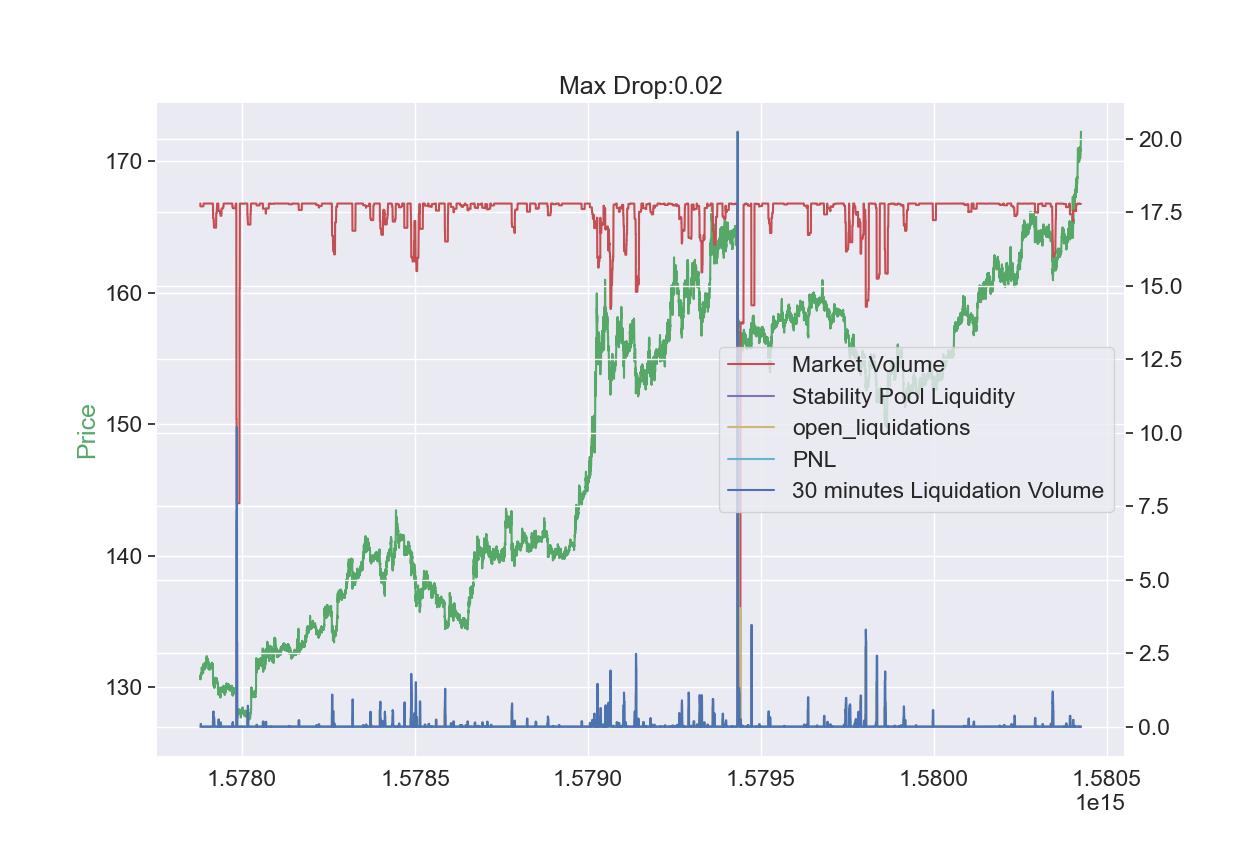 Max Drop:0.02
Price
170
160
150
140
130
20.0
17.5
15.0
12.5
10.0
7.5
5.0
2.5
0.0
Market Volume
Stability Pool Liquidity
open_liquidations
PNL
30 minutes Liquidation Volume
1.5780 1.5785 1.5790 1.5795 1.5800 1.5805
1e15